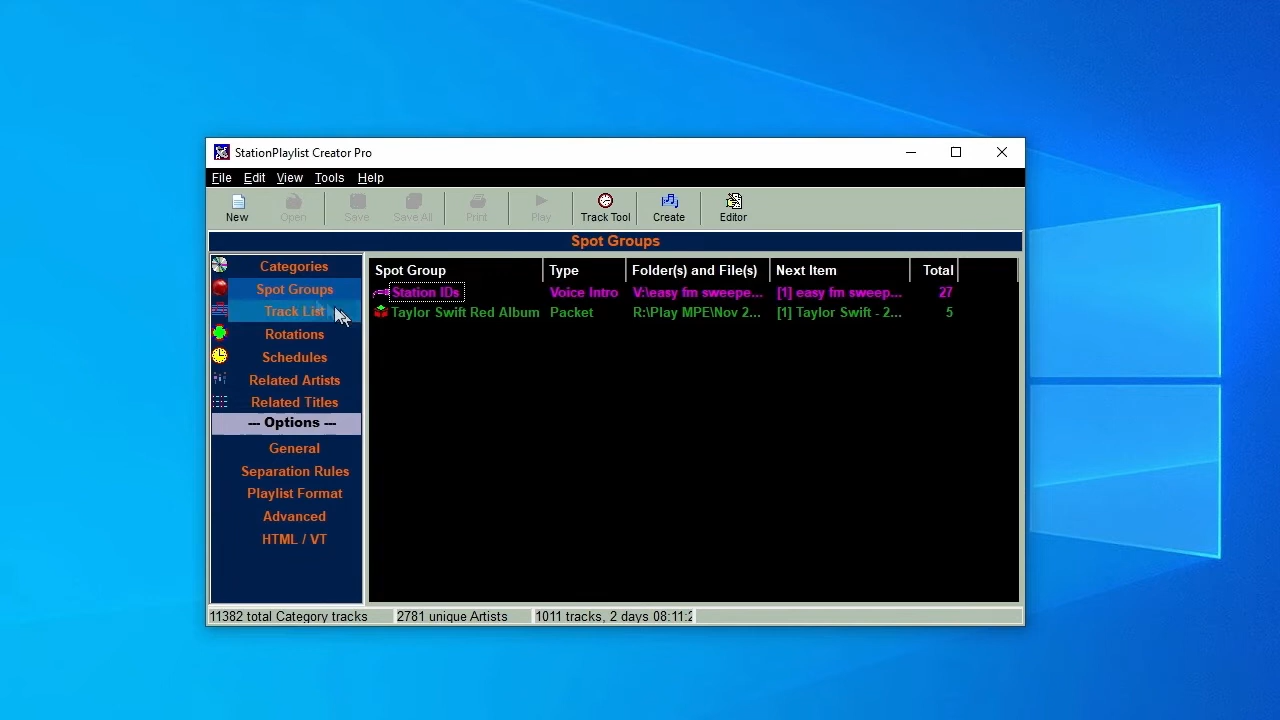 StationPlaylist Creator Pro
File Edit View Tools Help
New Open Save Save All Print Play Track Tool Create Editor
Spot Groups
Categories
Spot Groups
Track List
Rotations
Schedules
Related Artists
Related Titles
--- Options ---
General
Separation Rules
Playlist Format
Advanced
HTML / VT
Spot Group Type Folder(s) and File(s) Next Item Total
Station IDs Voice Intro V:\easy fm sweepe... [1] easy fm sweep... 27
Taylor Swift Red Album Packet R:\Play MPE\Nov 2... [1] Taylor Swift - 2... 5
11382 total Category tracks 2781 unique Artists 1011 tracks, 2 days 08:11:2